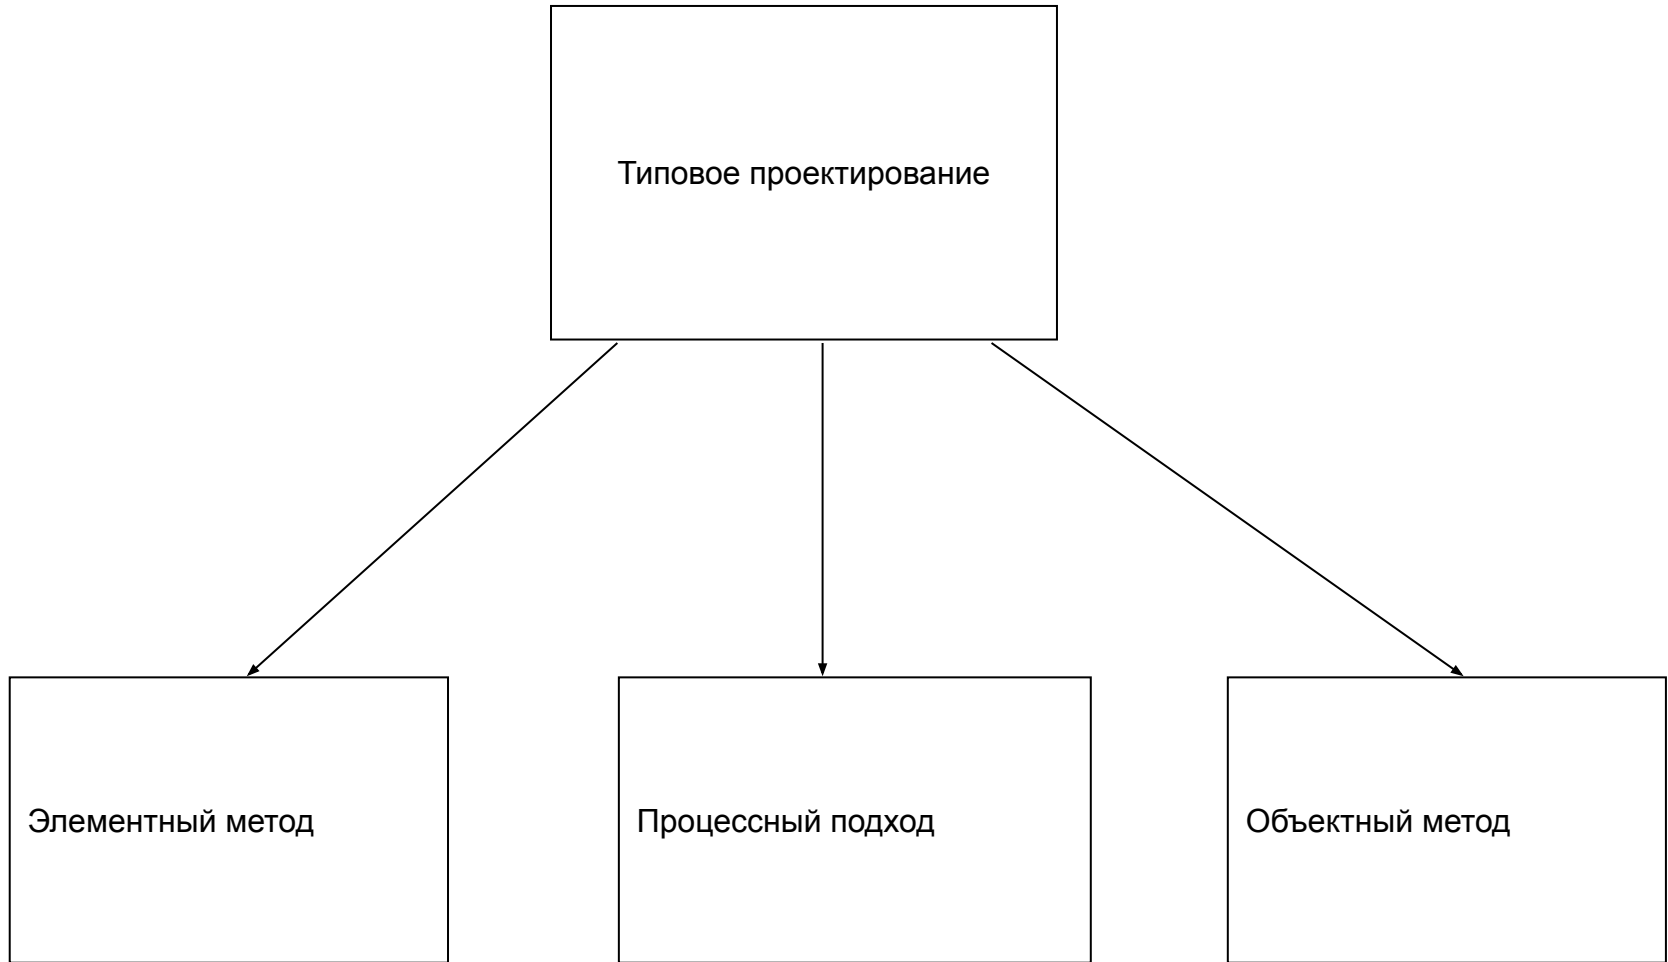 Типовое проектирование
Элементный метод
Процессный подход
Объектный метод